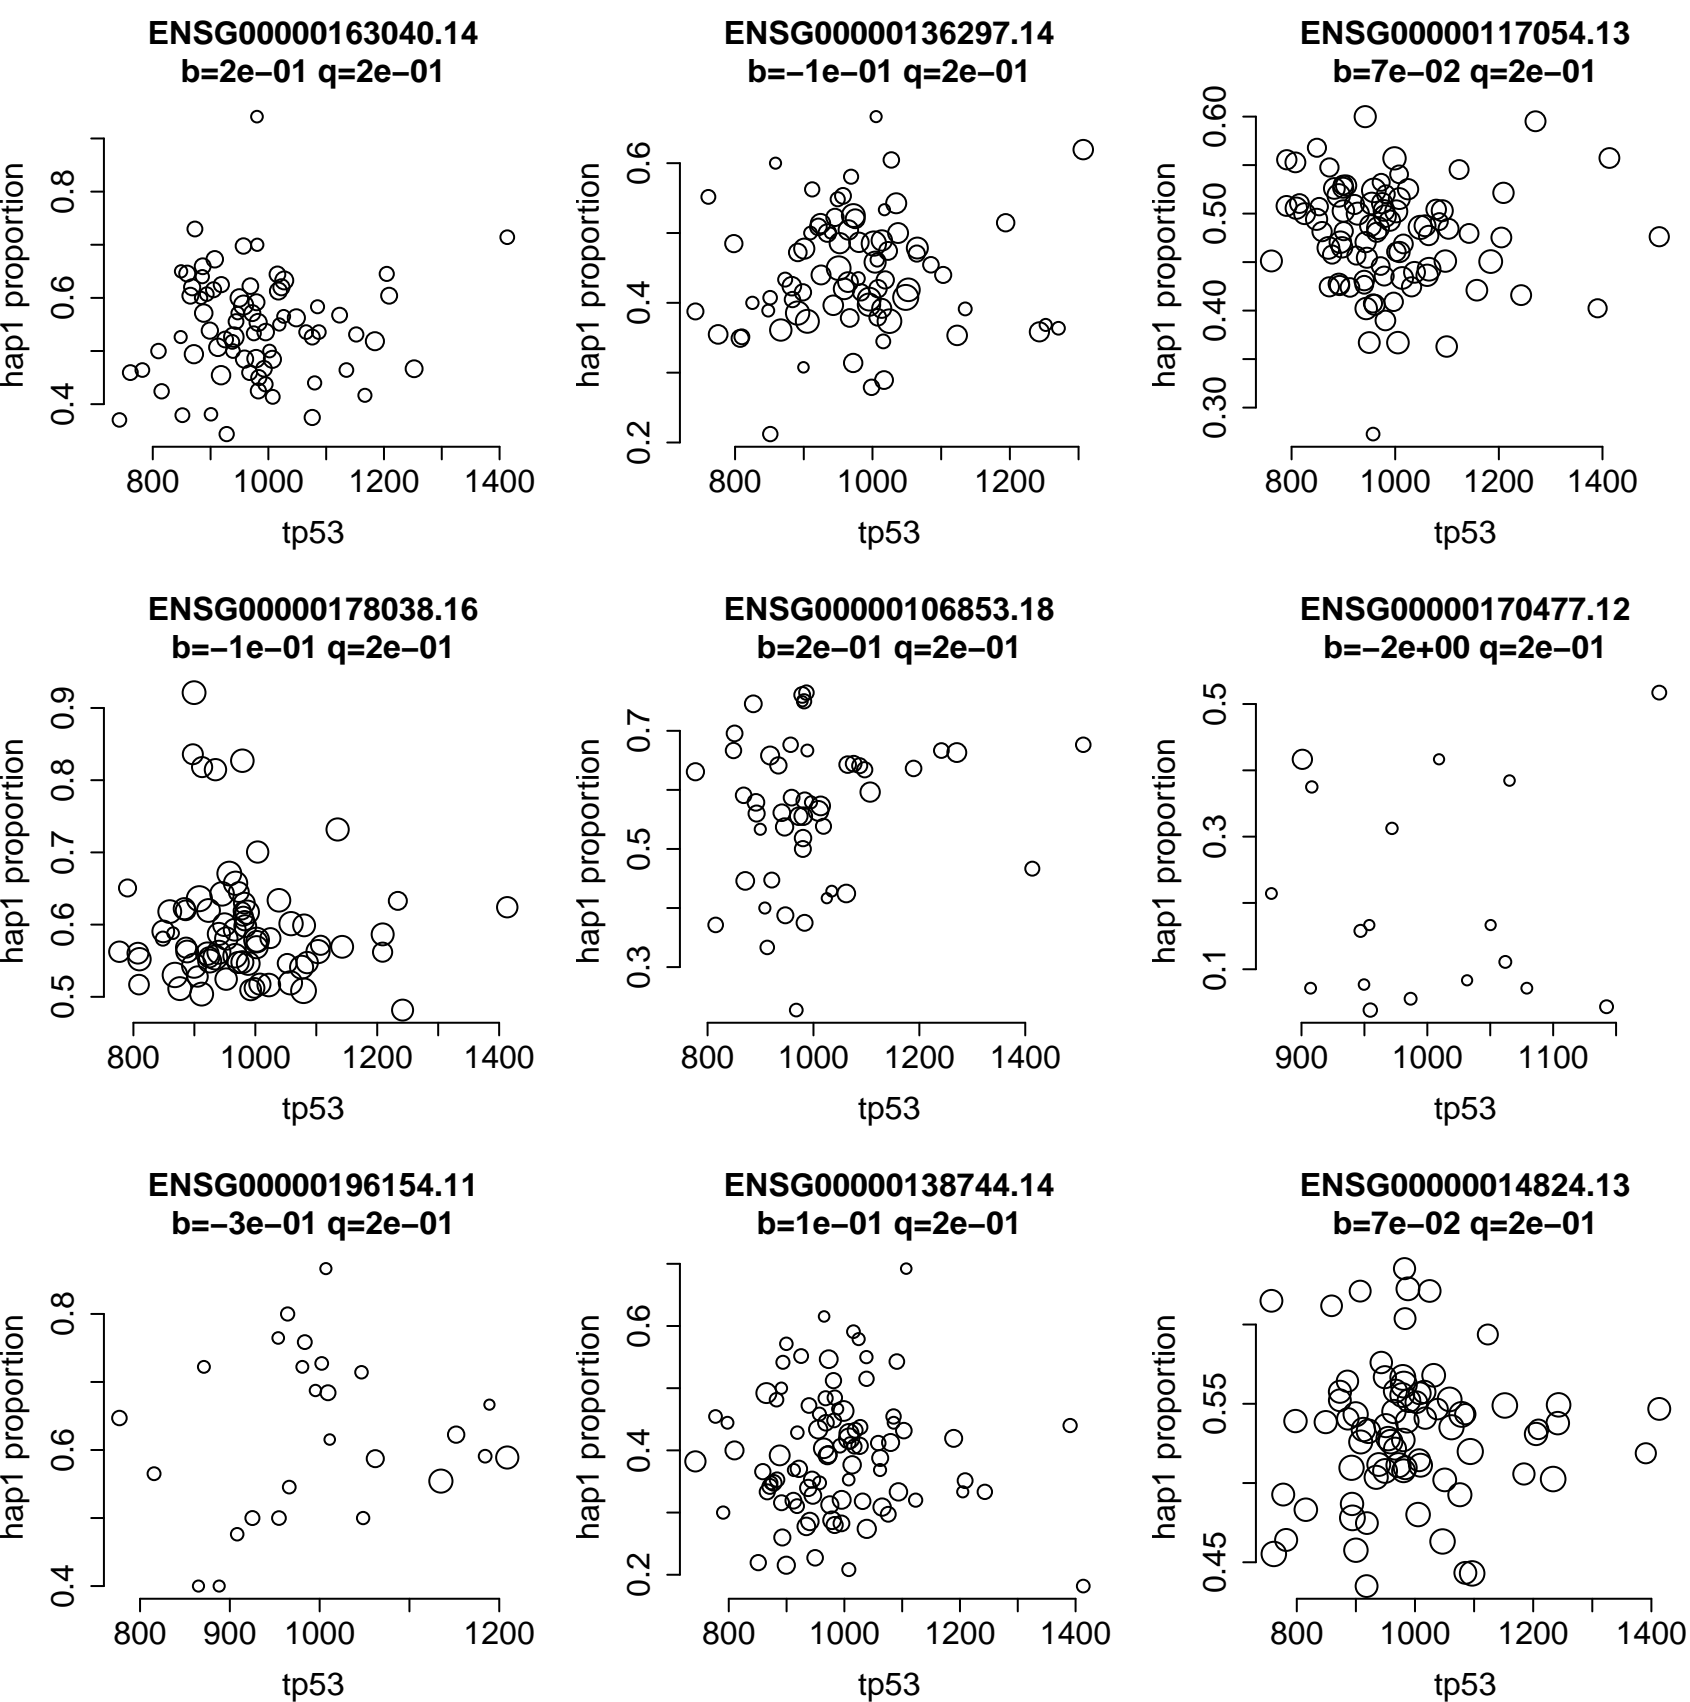 ENSG00000163040.14
b=2e−01 q=2e−01
hap1 proportion
0.4 0.6 0.8
800 1000 1200 1400
tp53
ENSG00000136297.14
b=−1e−01 q=2e−01
hap1 proportion
0.2 0.4 0.6
800 1000 1200
tp53
ENSG00000117054.13
b=7e−02 q=2e−01
hap1 proportion
0.30 0.40 0.50 0.60
800 1000 1200 1400
tp53
ENSG00000178038.16
b=−1e−01 q=2e−01
hap1 proportion
0.5 0.6 0.7 0.8 0.9
800 1000 1200 1400
tp53
ENSG00000106853.18
b=2e−01 q=2e−01
hap1 proportion
0.3 0.5 0.7
800 1000 1200 1400
tp53
ENSG00000170477.12
b=−2e+00 q=2e−01
hap1 proportion
0.1 0.3 0.5
900 1000 1100
tp53
ENSG00000196154.11
b=−3e−01 q=2e−01
hap1 proportion
0.4 0.6 0.8
800 900 1000 1200
tp53
ENSG00000138744.14
b=1e−01 q=2e−01
hap1 proportion
0.2 0.4 0.6
800 1000 1200 1400
tp53
ENSG00000014824.13
b=7e−02 q=2e−01
hap1 proportion
0.45 0.55
800 1000 1200 1400
tp53